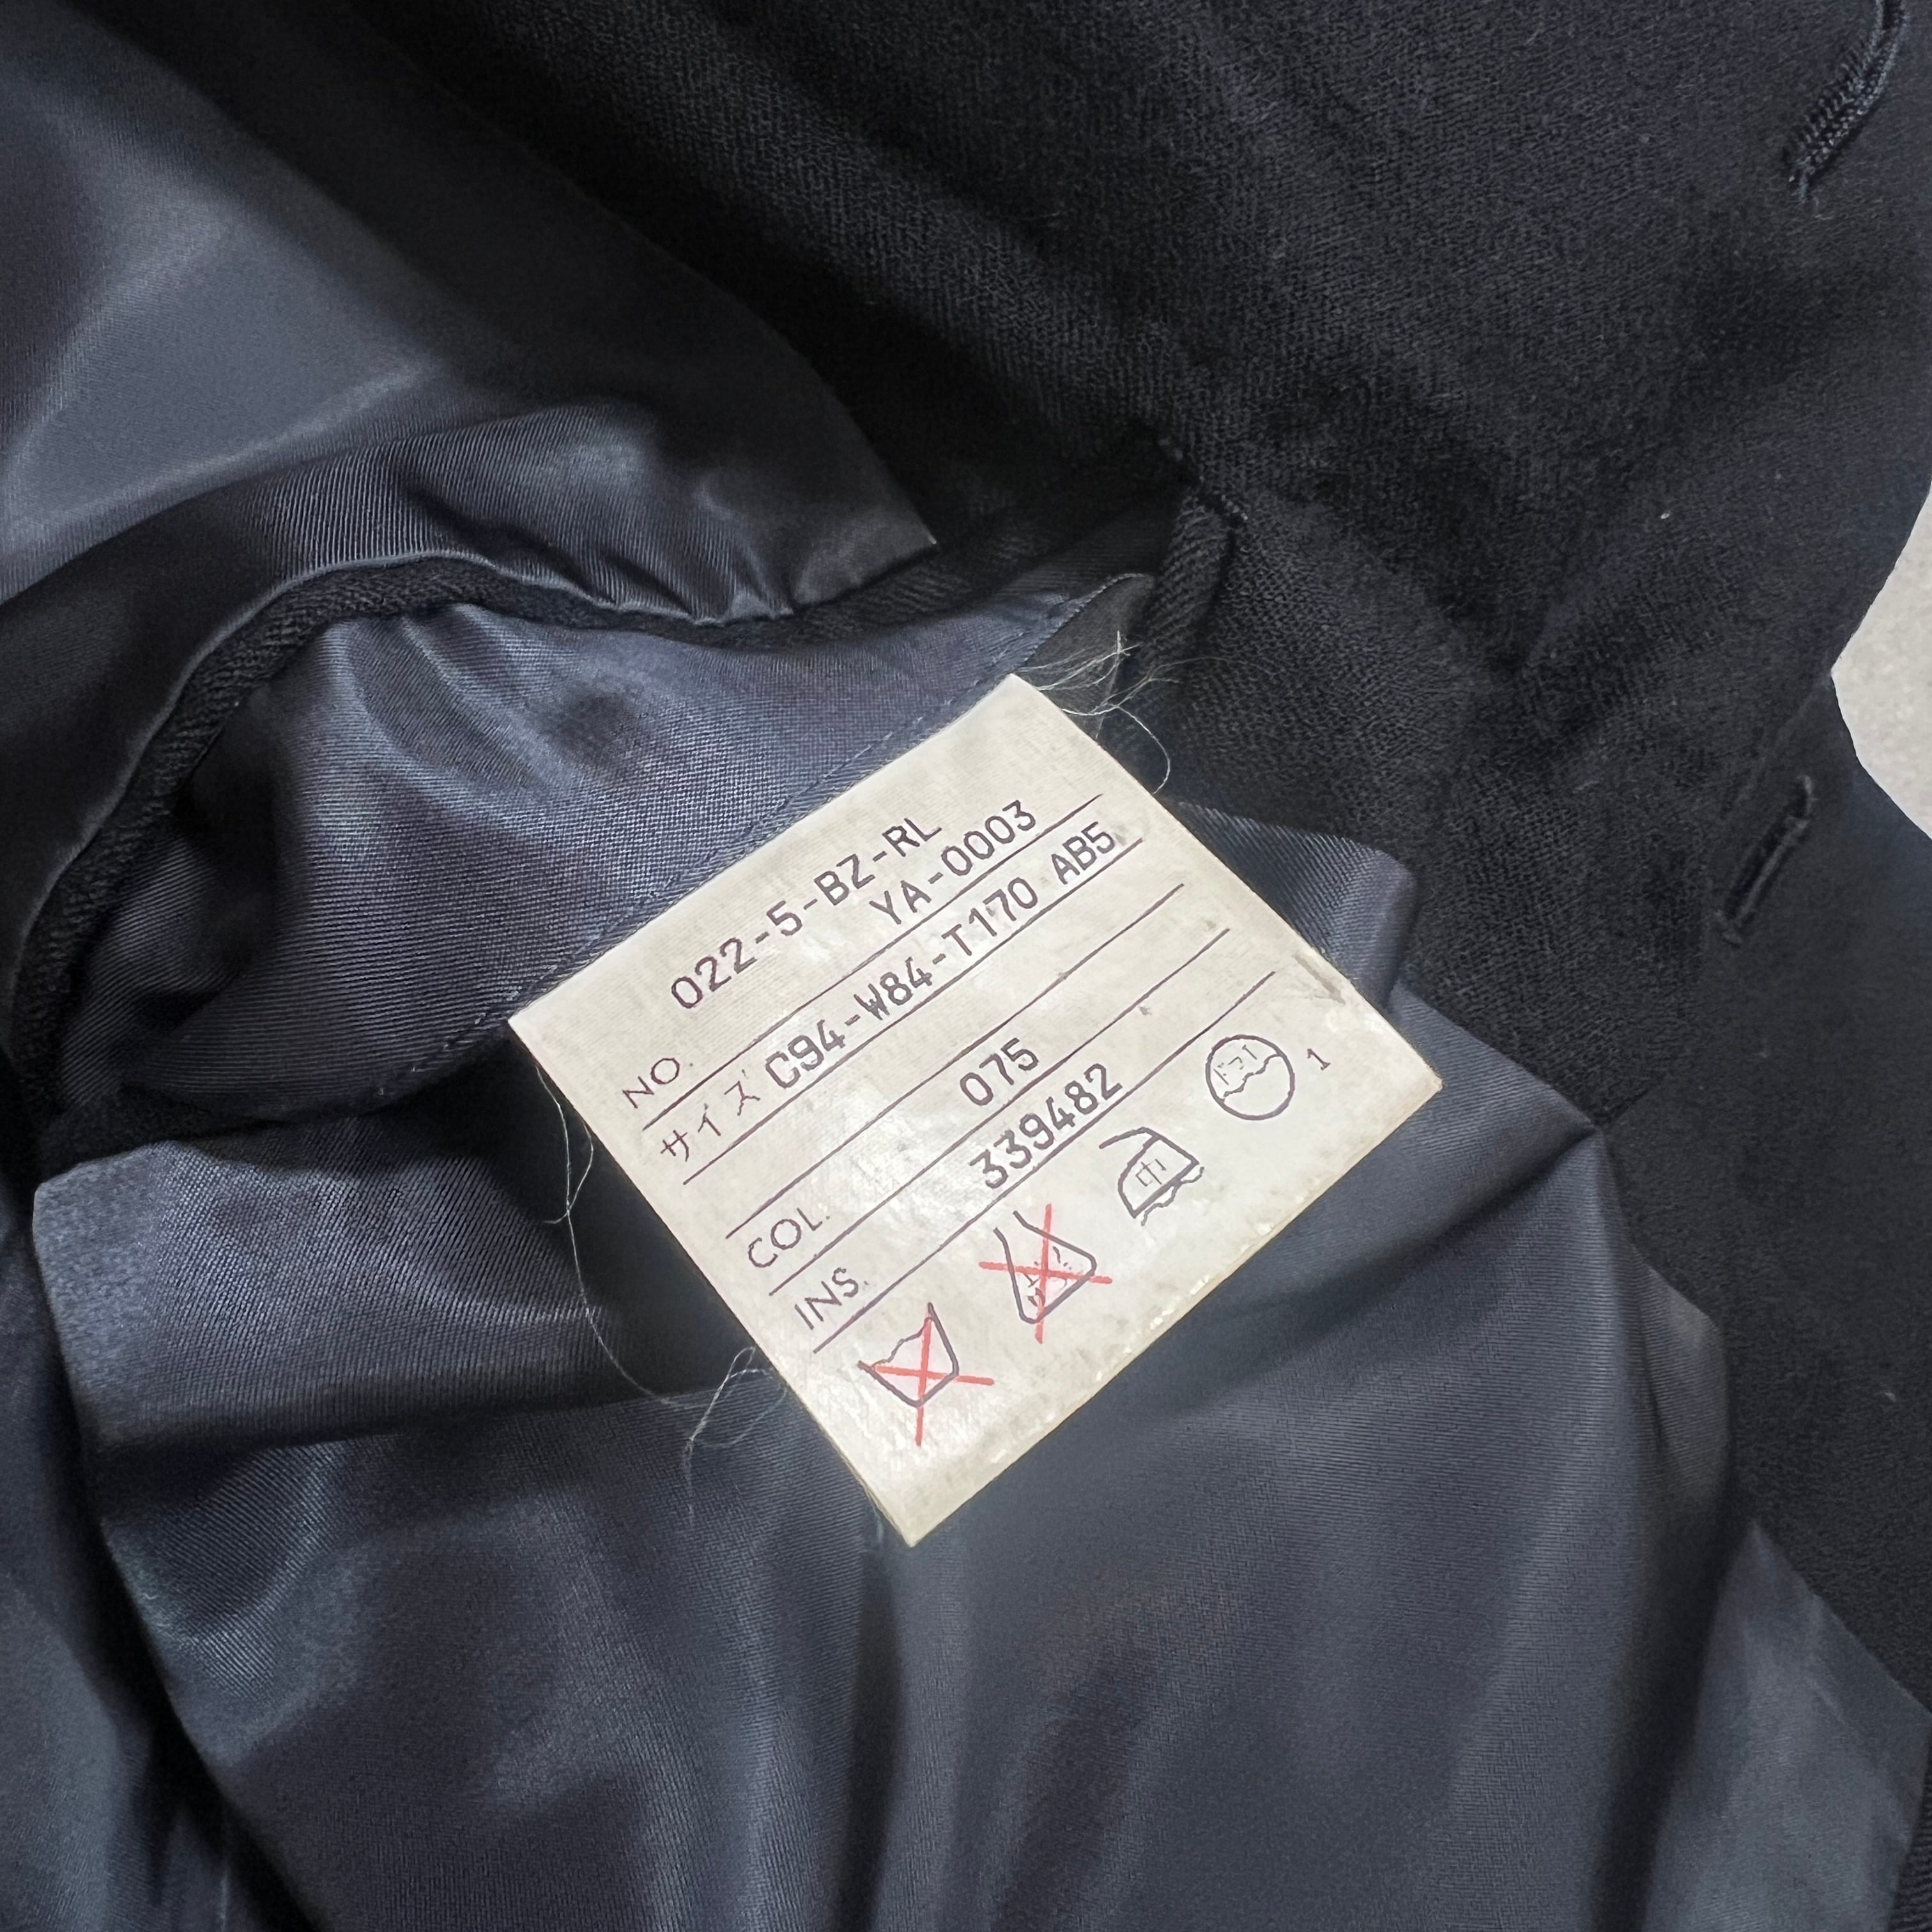 022-5-BZ-RL
NO. YA-0003
サイズ C94-W84-T170 AB5
COL. 075
INS. 339482
中
ドライ
1